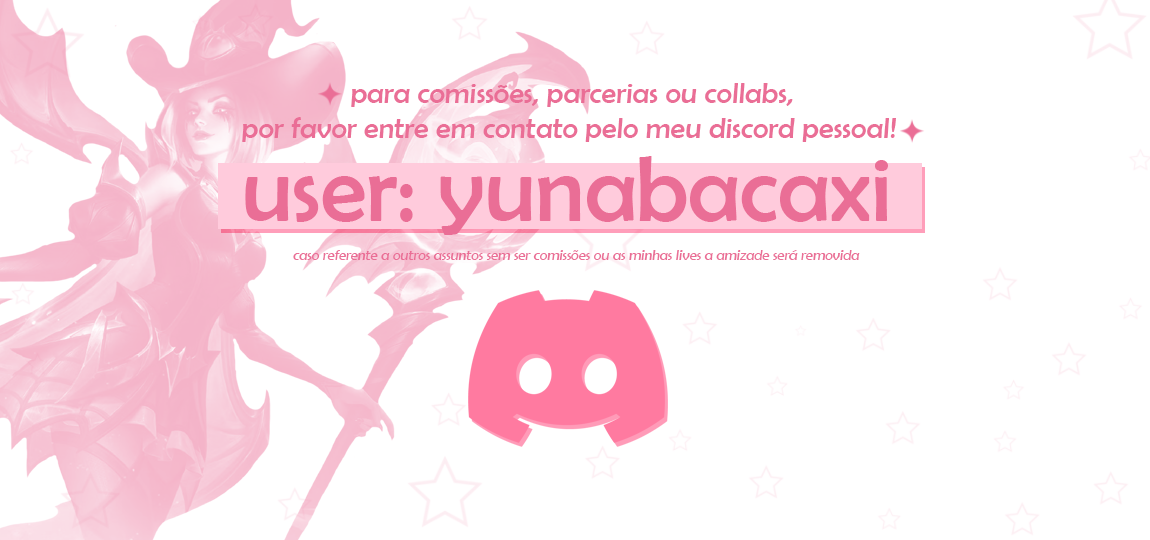 para comissões, parcerias ou collabs,
por favor entre em contato pelo meu discord pessoal!
user: yunabacaxi
caso referente a outros assuntos sem ser comissões ou as minhas lives a amizade será removida